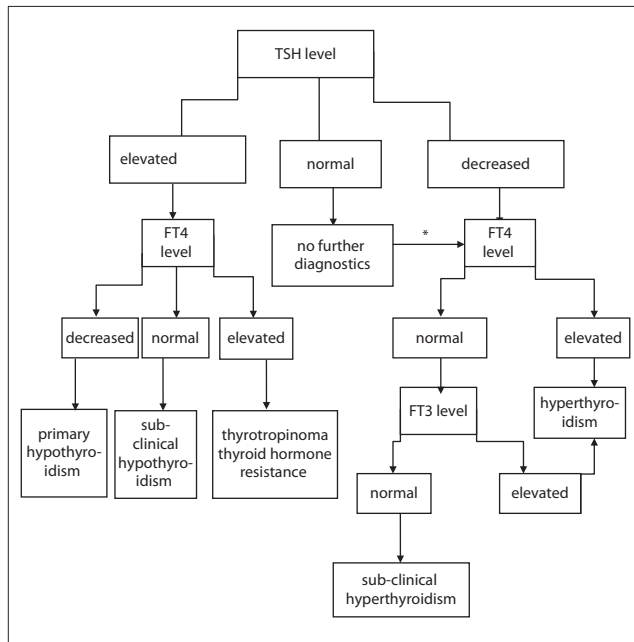 TSH level
elevated
normal
decreased
FT4
level
no further
diagnostics
*
FT4
level
decreased
normal
elevated
normal
elevated
primary
hypothyro-
idism
sub-
clinical
hypothyro-
idism
thyrotropinoma
thyroid hormone
resistance
FT3 level
hyperthyro-
idism
normal
elevated
sub-clinical
hyperthyroidism